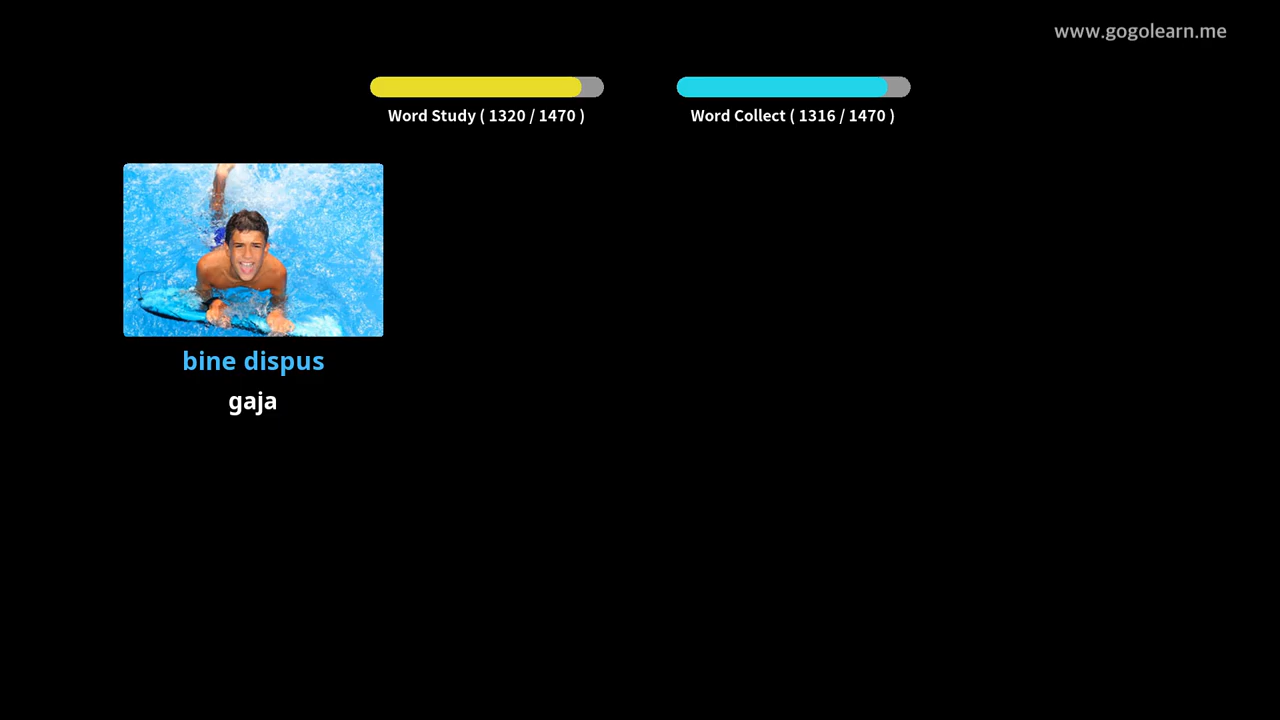 www.gogolearn.me
Word Study ( 1320 / 1470 )
Word Collect ( 1316 / 1470 )
bine dispus
gaja